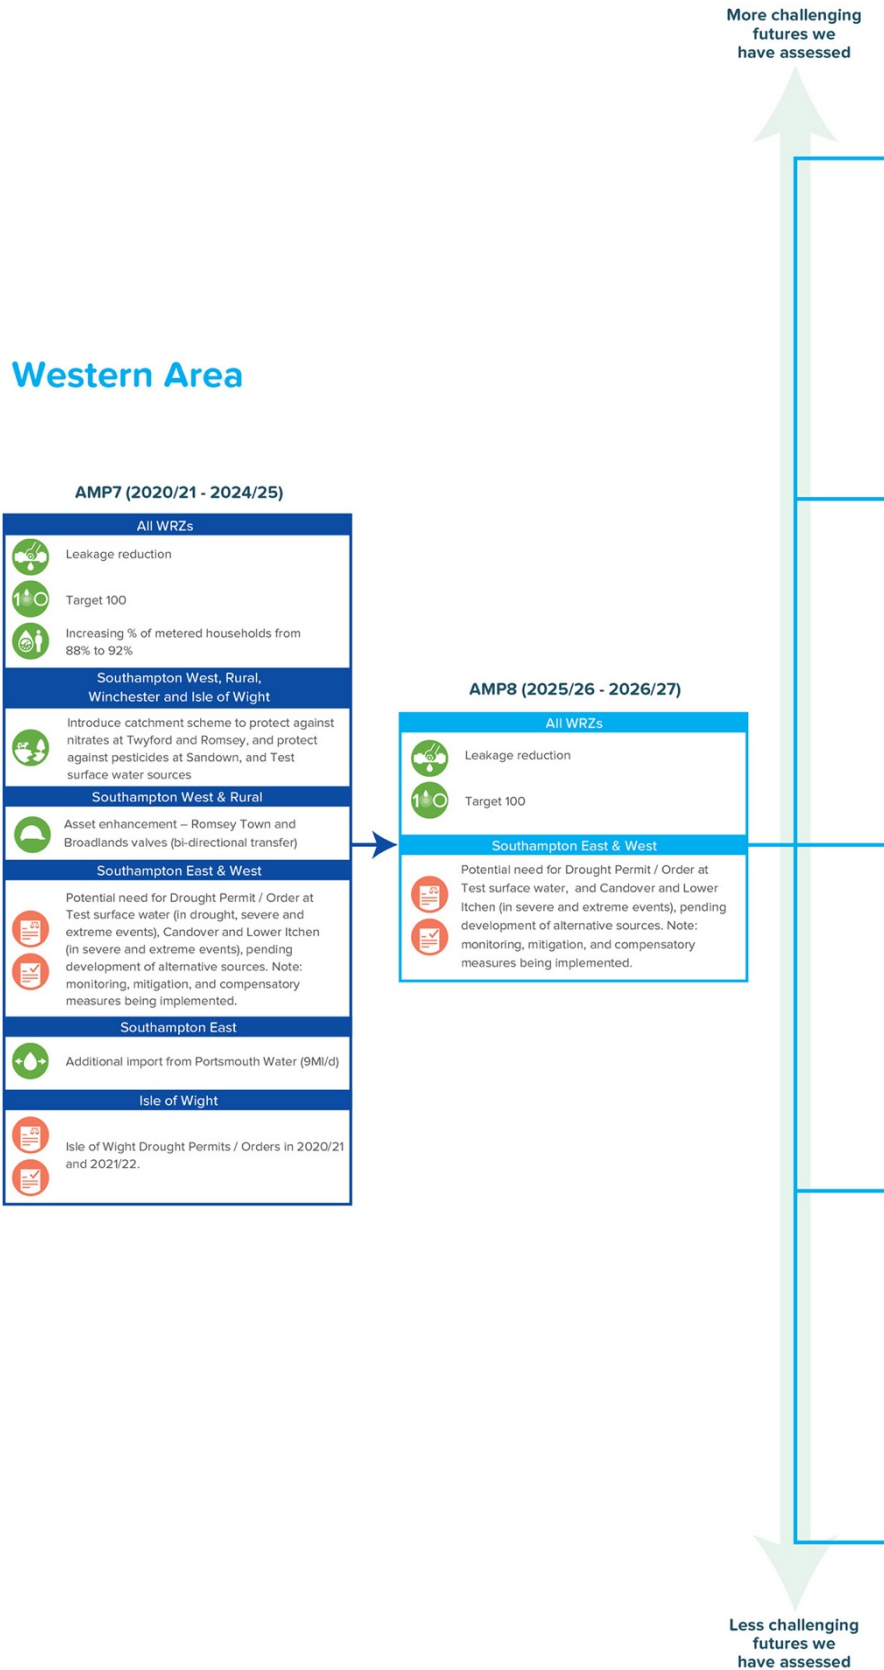 More challenging
futures we
have assessed
Western Area
AMP7 (2020/21 - 2024/25)
All WRZs
Leakage reduction
Target 100
Increasing % of metered households from
88% to 92%
Southampton West, Rural,
Winchester and Isle of Wight
Introduce catchment scheme to protect against
nitrates at Twyford and Romsey, and protect
against pesticides at Sandown, and Test
surface water sources
Southampton West & Rural
Asset enhancement – Romsey Town and
Broadlands valves (bi-directional transfer)
Southampton East & West
Potential need for Drought Permit / Order at
Test surface water (in drought, severe and
extreme events), Candover and Lower Itchen
(in severe and extreme events), pending
development of alternative sources. Note:
monitoring, mitigation, and compensatory
measures being implemented.
Southampton East
Additional import from Portsmouth Water (9Ml/d)
Isle of Wight
Isle of Wight Drought Permits / Orders in 2020/21
and 2021/22.
AMP8 (2025/26 - 2026/27)
All WRZs
Leakage reduction
Target 100
Southampton East & West
Potential need for Drought Permit / Order at
Test surface water, and Candover and Lower
Itchen (in severe and extreme events), pending
development of alternative sources. Note:
monitoring, mitigation, and compensatory
measures being implemented.
Less challenging
futures we
have assessed